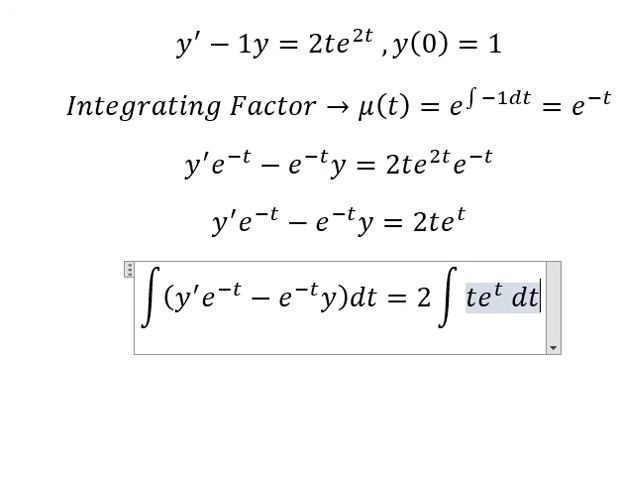 y′ − 1y = 2te^{2t} , y(0) = 1
Integrating Factor → μ(t) = e^{∫ −1dt} = e^{−t}
y′e^{−t} − e^{−t}y = 2te^{2t}e^{−t}
y′e^{−t} − e^{−t}y = 2te^{t}
∫(y′e^{−t} − e^{−t}y)dt = 2 ∫ te^{t} dt